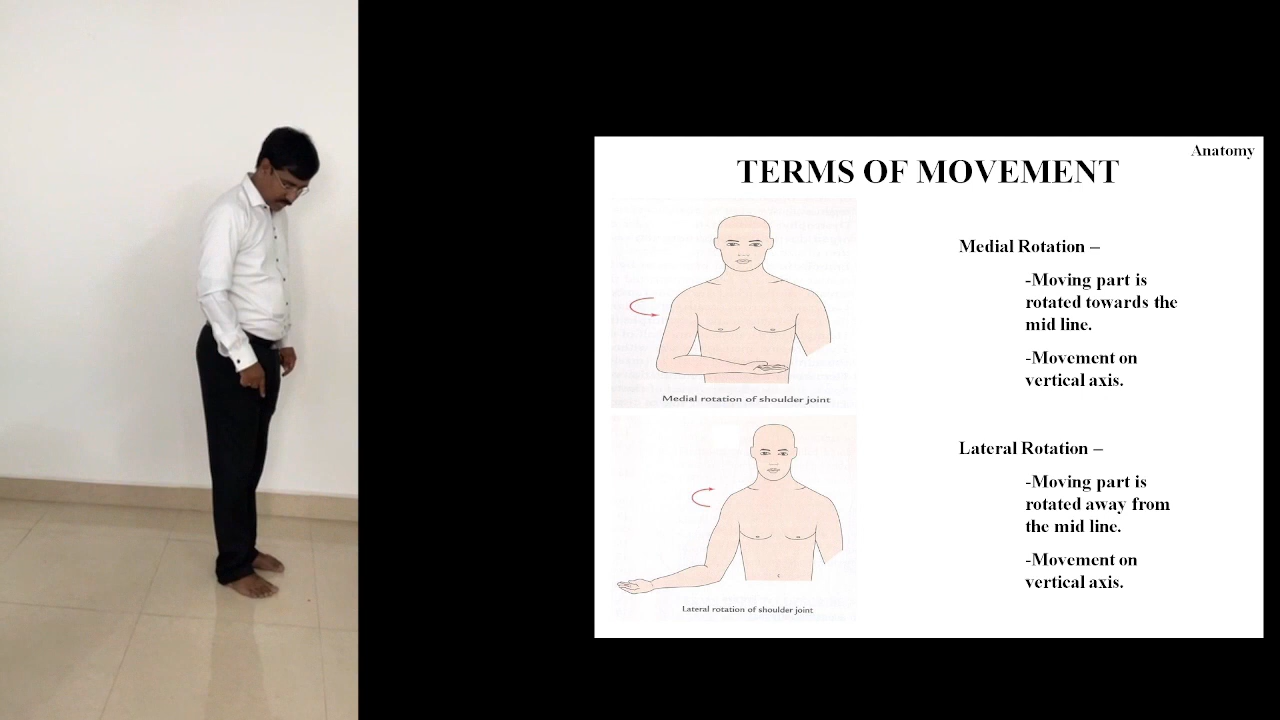 Anatomy
TERMS OF MOVEMENT
Medial Rotation –
-Moving part is
rotated towards the
mid line.
-Movement on
vertical axis.
Medial rotation of shoulder joint
Lateral Rotation –
-Moving part is
rotated away from
the mid line.
-Movement on
vertical axis.
Lateral rotation of shoulder joint